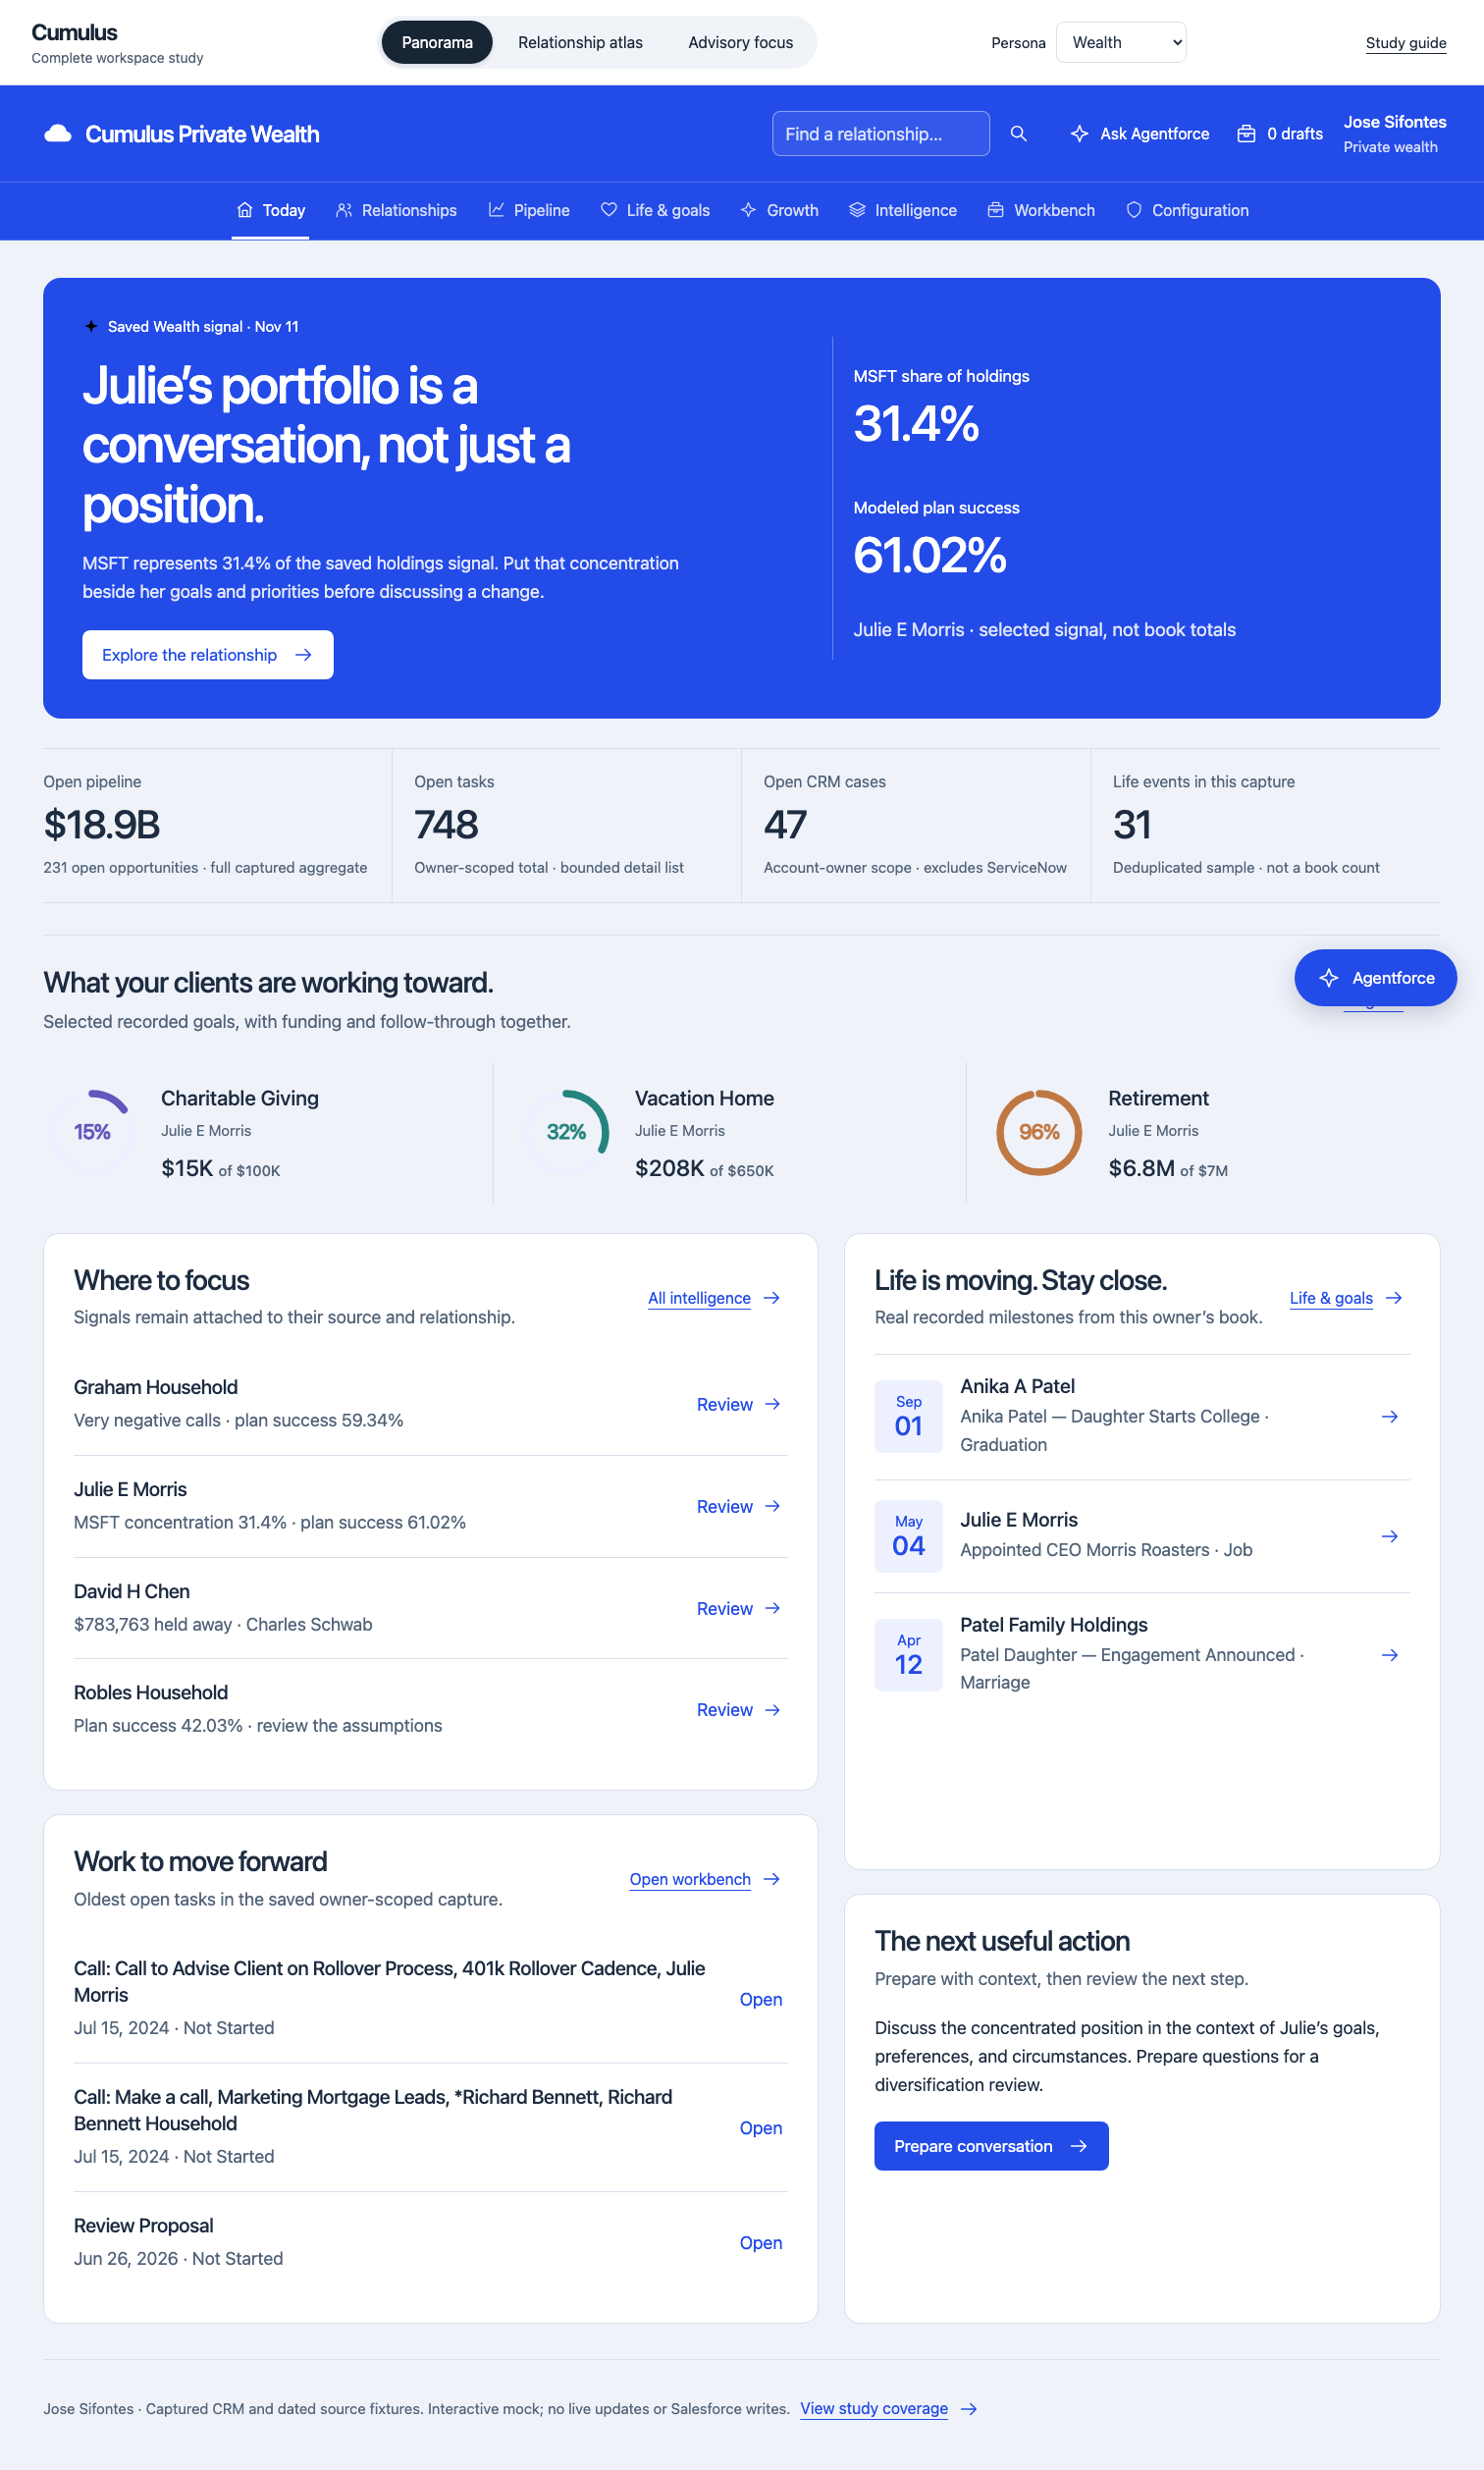 Cumulus
Complete workspace study
Panorama
Relationship atlas
Advisory focus
Persona
Wealth
Study guide
Cumulus Private Wealth
Find a relationship...
Ask Agentforce
0 drafts
Jose Sifontes
Private wealth
Today
Relationships
Pipeline
Life & goals
Growth
Intelligence
Workbench
Configuration
Saved Wealth signal · Nov 11
Julie’s portfolio is a
conversation, not just a
position.
MSFT represents 31.4% of the saved holdings signal. Put that concentration
beside her goals and priorities before discussing a change.
Explore the relationship
MSFT share of holdings
31.4%
Modeled plan success
61.02%
Julie E Morris · selected signal, not book totals
Open pipeline
$18.9B
231 open opportunities · full captured aggregate
Open tasks
748
Owner-scoped total · bounded detail list
Open CRM cases
47
Account-owner scope · excludes ServiceNow
Life events in this capture
31
Deduplicated sample · not a book count
What your clients are working toward.
Selected recorded goals, with funding and follow-through together.
Agentforce
15%
Charitable Giving
Julie E Morris
$15K of $100K
32%
Vacation Home
Julie E Morris
$208K of $650K
96%
Retirement
Julie E Morris
$6.8M of $7M
Where to focus
Signals remain attached to their source and relationship.
All intelligence
Graham Household
Very negative calls · plan success 59.34%
Review
Julie E Morris
MSFT concentration 31.4% · plan success 61.02%
Review
David H Chen
$783,763 held away · Charles Schwab
Review
Robles Household
Plan success 42.03% · review the assumptions
Review
Life is moving. Stay close.
Real recorded milestones from this owner’s book.
Life & goals
Sep
01
Anika A Patel
Anika Patel — Daughter Starts College ·
Graduation
May
04
Julie E Morris
Appointed CEO Morris Roasters · Job
Apr
12
Patel Family Holdings
Patel Daughter — Engagement Announced ·
Marriage
Work to move forward
Oldest open tasks in the saved owner-scoped capture.
Open workbench
Call: Call to Advise Client on Rollover Process, 401k Rollover Cadence, Julie
Morris
Jul 15, 2024 · Not Started
Open
Call: Make a call, Marketing Mortgage Leads, *Richard Bennett, Richard
Bennett Household
Jul 15, 2024 · Not Started
Open
Review Proposal
Jun 26, 2026 · Not Started
Open
The next useful action
Prepare with context, then review the next step.
Discuss the concentrated position in the context of Julie’s goals,
preferences, and circumstances. Prepare questions for a
diversification review.
Prepare conversation
Jose Sifontes · Captured CRM and dated source fixtures. Interactive mock; no live updates or Salesforce writes.
View study coverage